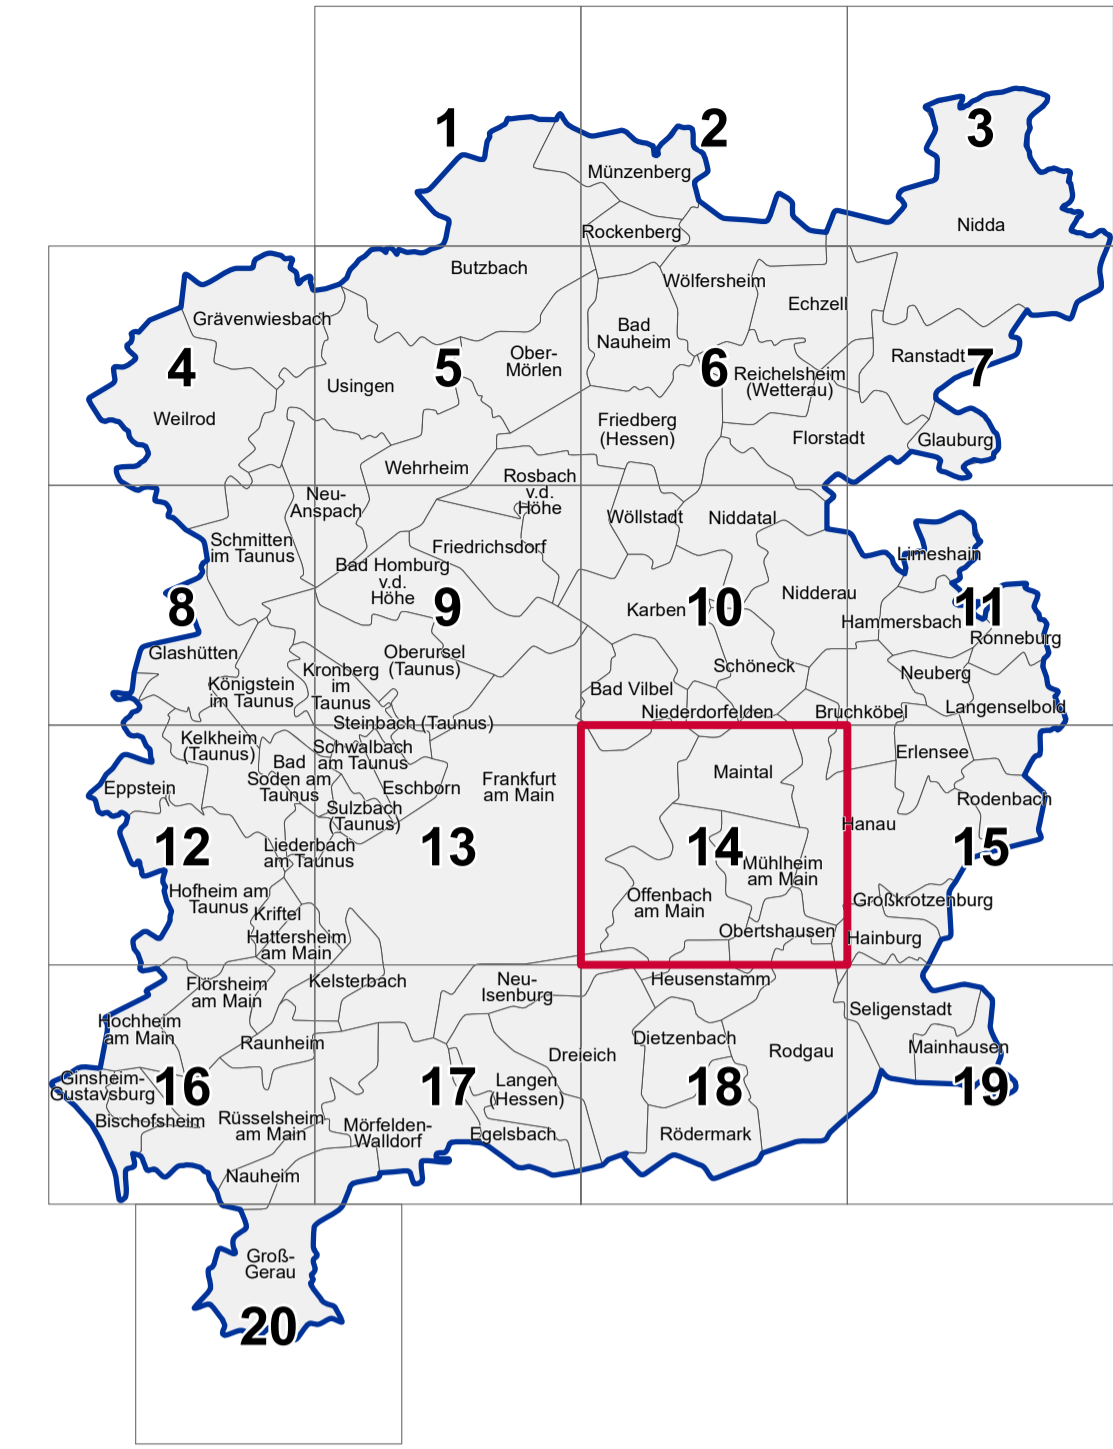 1
2
3
Münzenberg
Rockenberg
Nidda
Butzbach
Wölfersheim
Echzell
Grävenwiesbach
Bad
Nauheim
4
5
Ober-
Mörlen
6
Ranstadt
7
Usingen
Reichelsheim
(Wetterau)
Weilrod
Friedberg
(Hessen)
Florstadt
Glauburg
Wehrheim
Rosbach
v.d.
Höhe
Neu-
Anspach
Wöllstadt
Niddatal
Schmitten
im Taunus
Friedrichsdorf
Limeshain
Bad Homburg
v.d.
Höhe
8
9
Karben
10
Nidderau
11
Hammersbach
Ronneburg
Glashütten
Oberursel
(Taunus)
Königstein
im Taunus
Kronberg
im
Taunus
Schöneck
Neuberg
Bad Vilbel
Niederdorfelden
Bruchköbel
Langenselbold
Steinbach (Taunus)
Kelkheim
(Taunus)
Schwalbach
am Taunus
Erlensee
Bad
Soden am
Taunus
Maintal
Eppstein
Eschborn
Frankfurt
am Main
Rodenbach
Sulzbach
(Taunus)
Hanau
12
Liederbach
am Taunus
13
14
15
Mühlheim
am Main
Hofheim am
Taunus
Offenbach
am Main
Großkrotzenburg
Kriftel
Hattersheim
am Main
Obertshausen
Hainburg
Flörsheim
am Main
Kelsterbach
Neu-
Isenburg
Heusenstamm
Seligenstadt
Hochheim
am Main
Raunheim
Dreieich
Dietzenbach
Rodgau
Mainhausen
Ginsheim-
Gustavsburg
16
17
Langen
(Hessen)
18
19
Bischofsheim
Rüsselsheim
am Main
Mörfelden-
Walldorf
Egelsbach
Rödermark
Nauheim
Groß-
Gerau
20